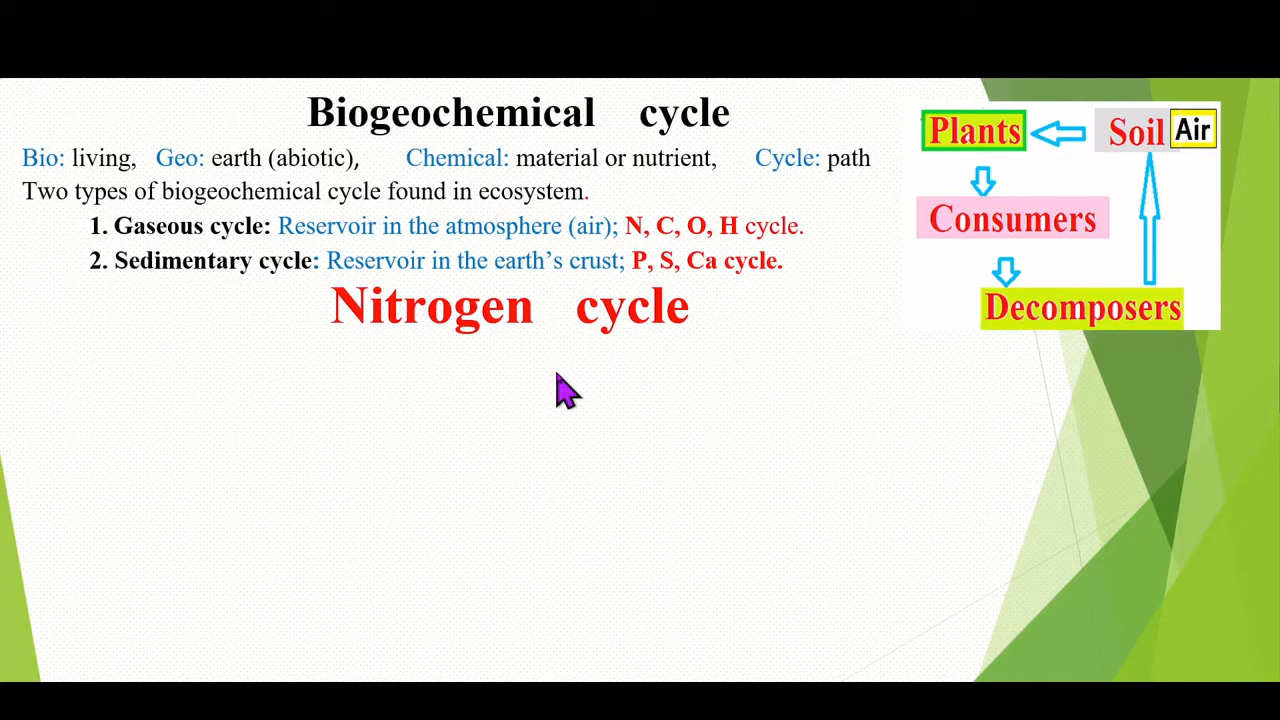 Biogeochemical cycle
Bio: living, Geo: earth (abiotic), Chemical: material or nutrient, Cycle: path
Two types of biogeochemical cycle found in ecosystem.
1. Gaseous cycle: Reservoir in the atmosphere (air); N, C, O, H cycle.
2. Sedimentary cycle: Reservoir in the earth’s crust; P, S, Ca cycle.
Nitrogen cycle
Plants Soil Air
Consumers
Decomposers